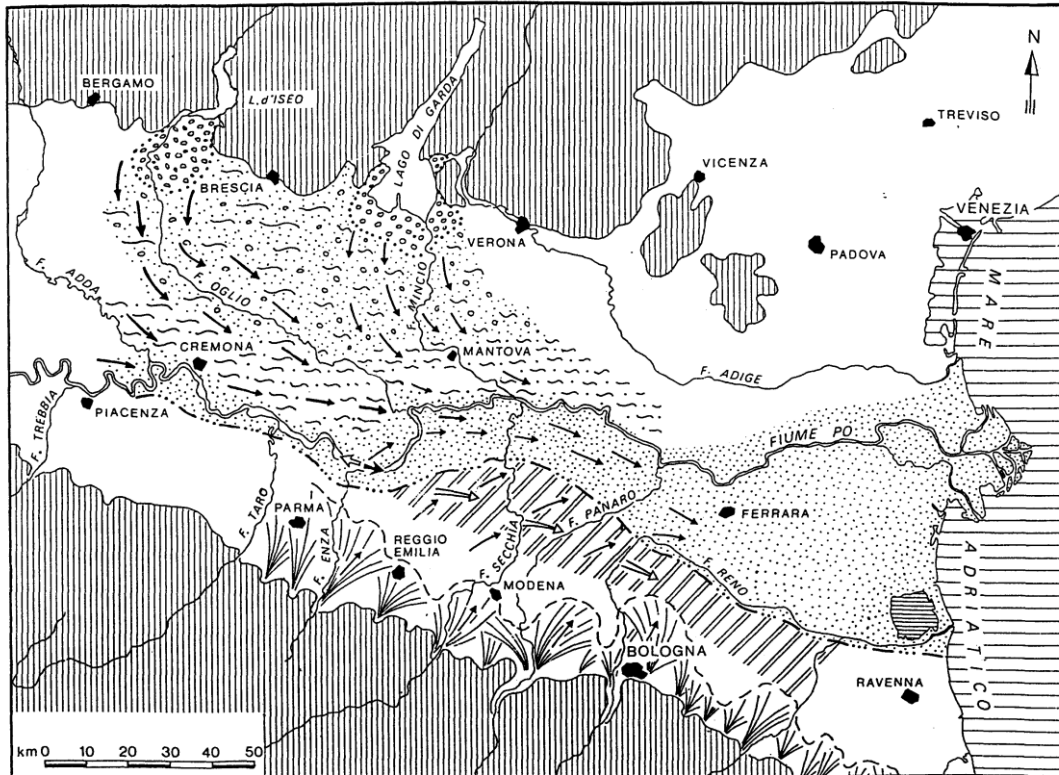 N
BERGAMO
L. d'ISEO
LAGO DI GARDA
TREVISO
VICENZA
BRESCIA
VENEZIA
VERONA
PADOVA
F. ADDA
F. OGLIO
F. MINCIO
MARE
CREMONA
MANTOVA
F. ADIGE
PIACENZA
F. TREBBIA
FIUME PO
F. TARO
PARMA
F. ENZA
REGGIO
EMILIA
F. SECCHIA
F. PANARO
FERRARA
MODENA
F. RENO
ADRIATICO
BOLOGNA
RAVENNA
km 0 10 20 30 40 50